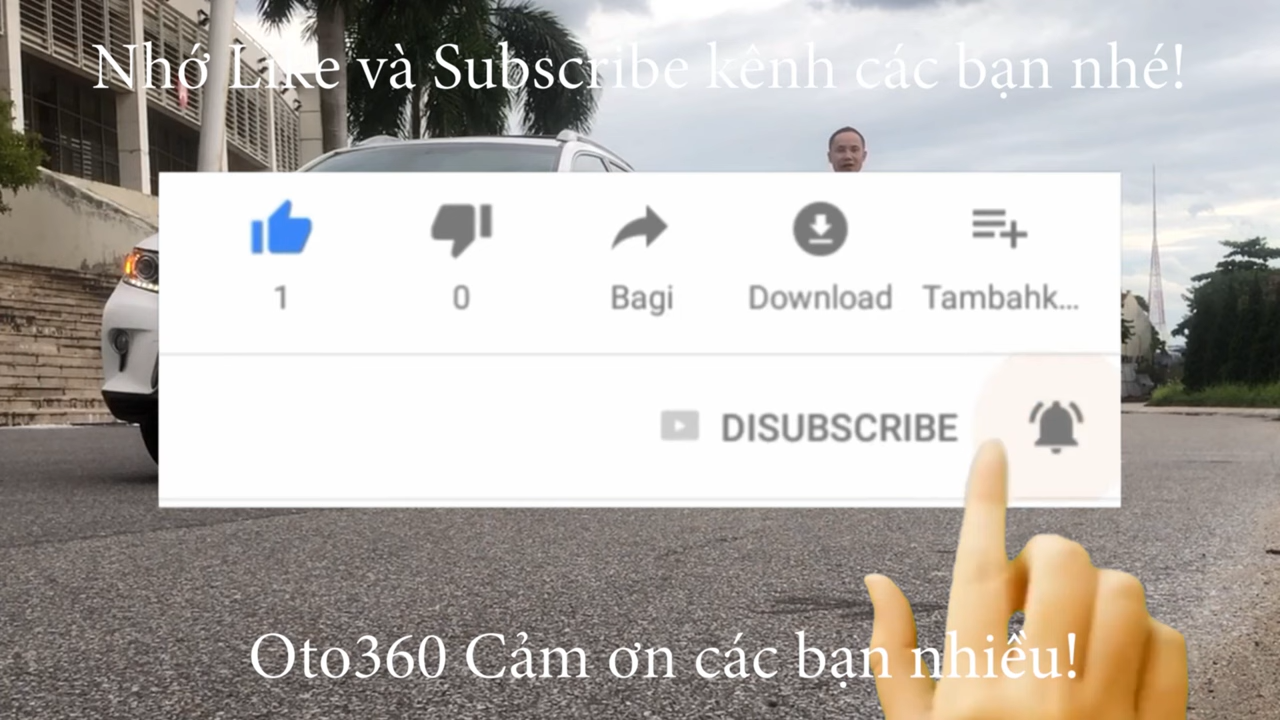 Nhớ Like và Subscribe kênh các bạn nhé!
1 0 Bagi Download Tambahk...
DISUBSCRIBE
Oto360 Cảm ơn các bạn nhiều!